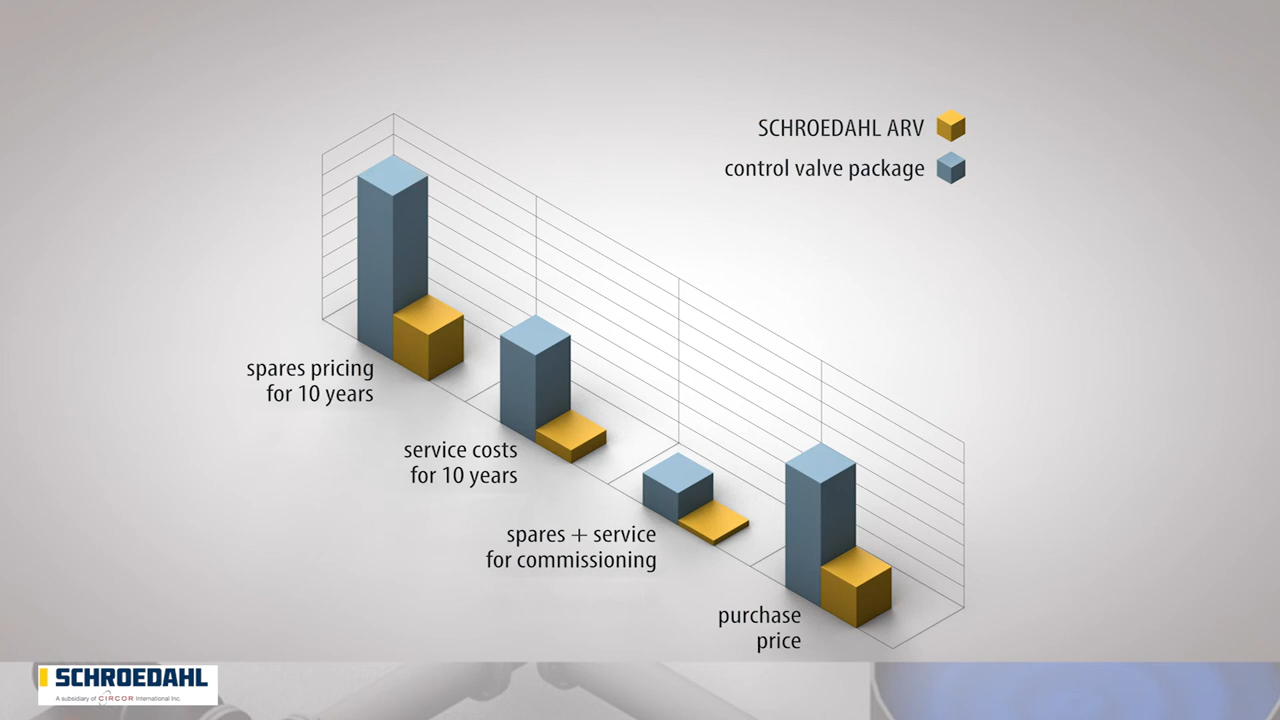 SCHROEDAHL ARV
control valve package
spares pricing
for 10 years
service costs
for 10 years
spares + service
for commissioning
purchase
price
SCHROEDAHL
A subsidiary of CIRCOR International Inc.